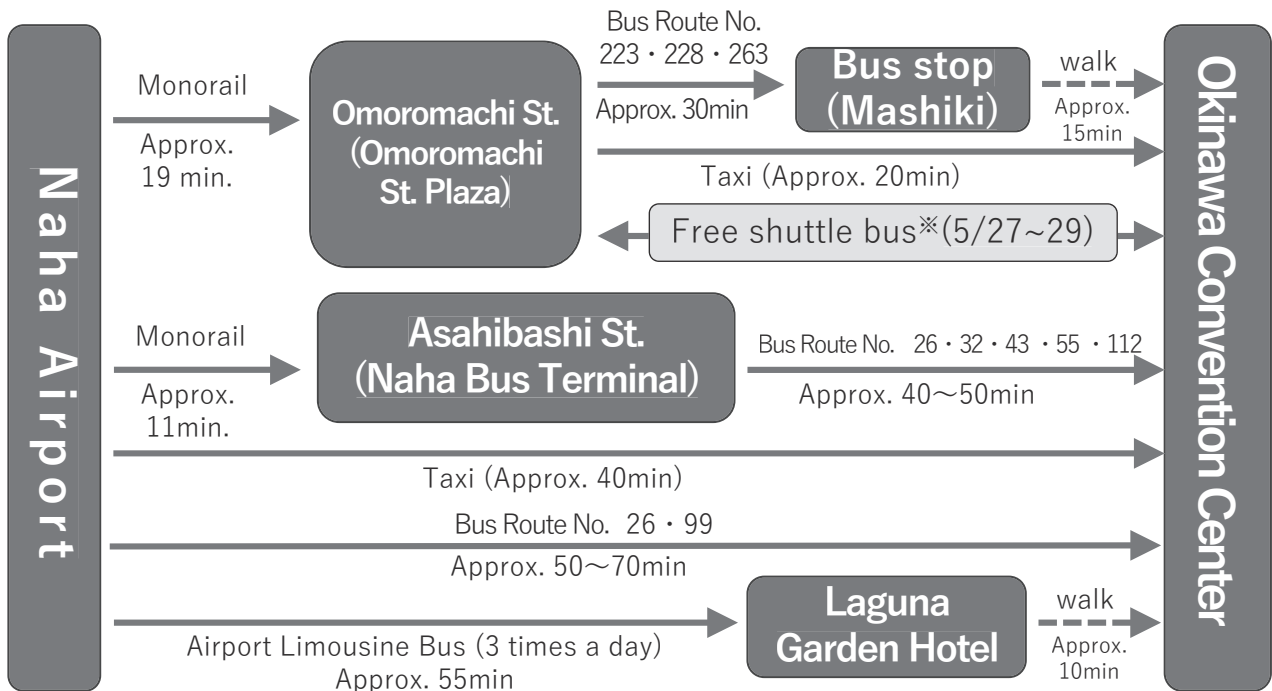 Naha Airport
Monorail
Approx.
19 min.
Omoromachi St.
(Omoromachi
St. Plaza)
Bus Route No.
223・228・263
Approx. 30min
Bus stop
(Mashiki)
walk
Approx.
15min
Taxi (Approx. 20min)
Free shuttle bus※(5/27~29)
Monorail
Approx.
11min.
Asahibashi St.
(Naha Bus Terminal)
Bus Route No. 26・32・43・55・112
Approx. 40〜50min
Taxi (Approx. 40min)
Bus Route No. 26・99
Approx. 50〜70min
Airport Limousine Bus (3 times a day)
Approx. 55min
Laguna
Garden Hotel
walk
Approx.
10min
Okinawa Convention Center